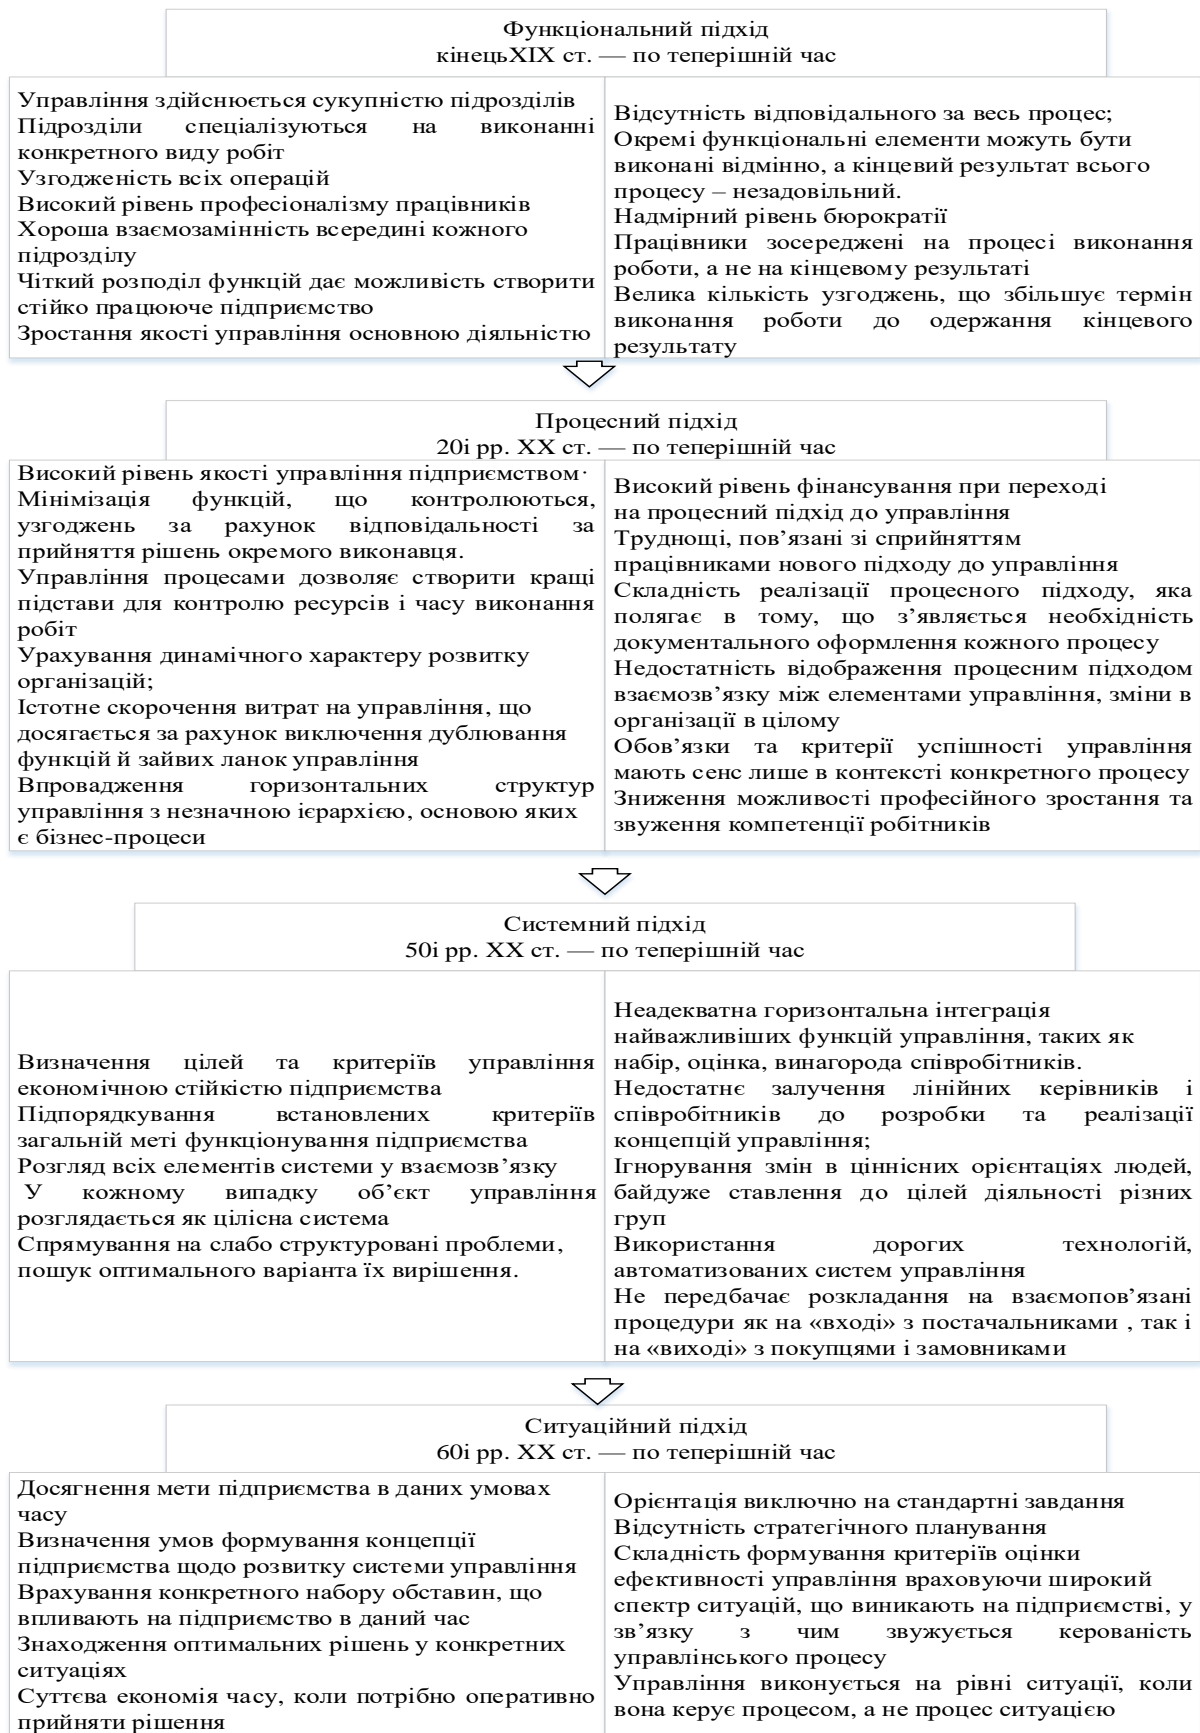 Функціональний підхід
кінецьXIX ст. — по теперішній час
Управління здійснюється сукупністю підрозділів
Підрозділи спеціалізуються на виконанні
конкретного виду робіт
Узгодженість всіх операцій
Високий рівень професіоналізму працівників
Хороша взаємозамінність всередині кожного
підрозділу
Чіткий розподіл функцій дає можливість створити
стійко працююче підприємство
Зростання якості управління основною діяльністю
Відсутність відповідального за весь процес;
Окремі функціональні елементи можуть бути
виконані відмінно, а кінцевий результат всього
процесу – незадовільний.
Надмірний рівень бюрократії
Працівники зосереджені на процесі виконання
роботи, а не на кінцевому результаті
Велика кількість узгоджень, що збільшує термін
виконання роботи до одержання кінцевого
результату
Процесний підхід
20і рр. XX ст. — по теперішній час
Високий рівень якості управління підприємством·
Мінімізація функцій, що контролюються,
узгоджень за рахунок відповідальності за
прийняття рішень окремого виконавця.
Управління процесами дозволяє створити кращі
підстави для контролю ресурсів і часу виконання
робіт
Урахування динамічного характеру розвитку
організацій;
Істотне скорочення витрат на управління, що
досягається за рахунок виключення дублювання
функцій й зайвих ланок управління
Впровадження горизонтальних структур
управління з незначною ієрархією, основою яких
є бізнес-процеси
Високий рівень фінансування при переході
на процесний підхід до управління
Труднощі, пов’язані зі сприйняттям
працівниками нового підходу до управління
Складність реалізації процесного підходу, яка
полягає в тому, що з’являється необхідність
документального оформлення кожного процесу
Недостатність відображення процесним підходом
взаємозв’язку між елементами управління, зміни в
організації в цілому
Обов’язки та критерії успішності управління
мають сенс лише в контексті конкретного процесу
Зниження можливості професійного зростання та
звуження компетенції робітників
Системний підхід
50і рр. XX ст. — по теперішній час
Визначення цілей та критеріїв управління
економічною стійкістю підприємства
Підпорядкування встановлених критеріїв
загальній меті функціонування підприємства
Розгляд всіх елементів системи у взаємозв’язку
У кожному випадку об’єкт управління
розглядається як цілісна система
Спрямування на слабо структуровані проблеми,
пошук оптимального варіанта їх вирішення.
Неадекватна горизонтальна інтеграція
найважливіших функцій управління, таких як
набір, оцінка, винагорода співробітників.
Недостатнє залучення лінійних керівників і
співробітників до розробки та реалізації
концепцій управління;
Ігнорування змін в ціннісних орієнтаціях людей,
байдуже ставлення до цілей діяльності різних
груп
Використання дорогих технологій,
автоматизованих систем управління
Не передбачає розкладання на взаємопов’язані
процедури як на «вході» з постачальниками , так і
на «виході» з покупцями і замовниками
Ситуаційний підхід
60і рр. XX ст. — по теперішній час
Досягнення мети підприємства в даних умовах
часу
Визначення умов формування концепції
підприємства щодо розвитку системи управління
Врахування конкретного набору обставин, що
впливають на підприємство в даний час
Знаходження оптимальних рішень у конкретних
ситуаціях
Суттєва економія часу, коли потрібно оперативно
прийняти рішення
Орієнтація виключно на стандартні завдання
Відсутність стратегічного планування
Складність формування критеріїв оцінки
ефективності управління враховуючи широкий
спектр ситуацій, що виникають на підприємстві, у
зв’язку з чим звужується керованість
управлінського процесу
Управління виконується на рівні ситуації, коли
вона керує процесом, а не процес ситуацією